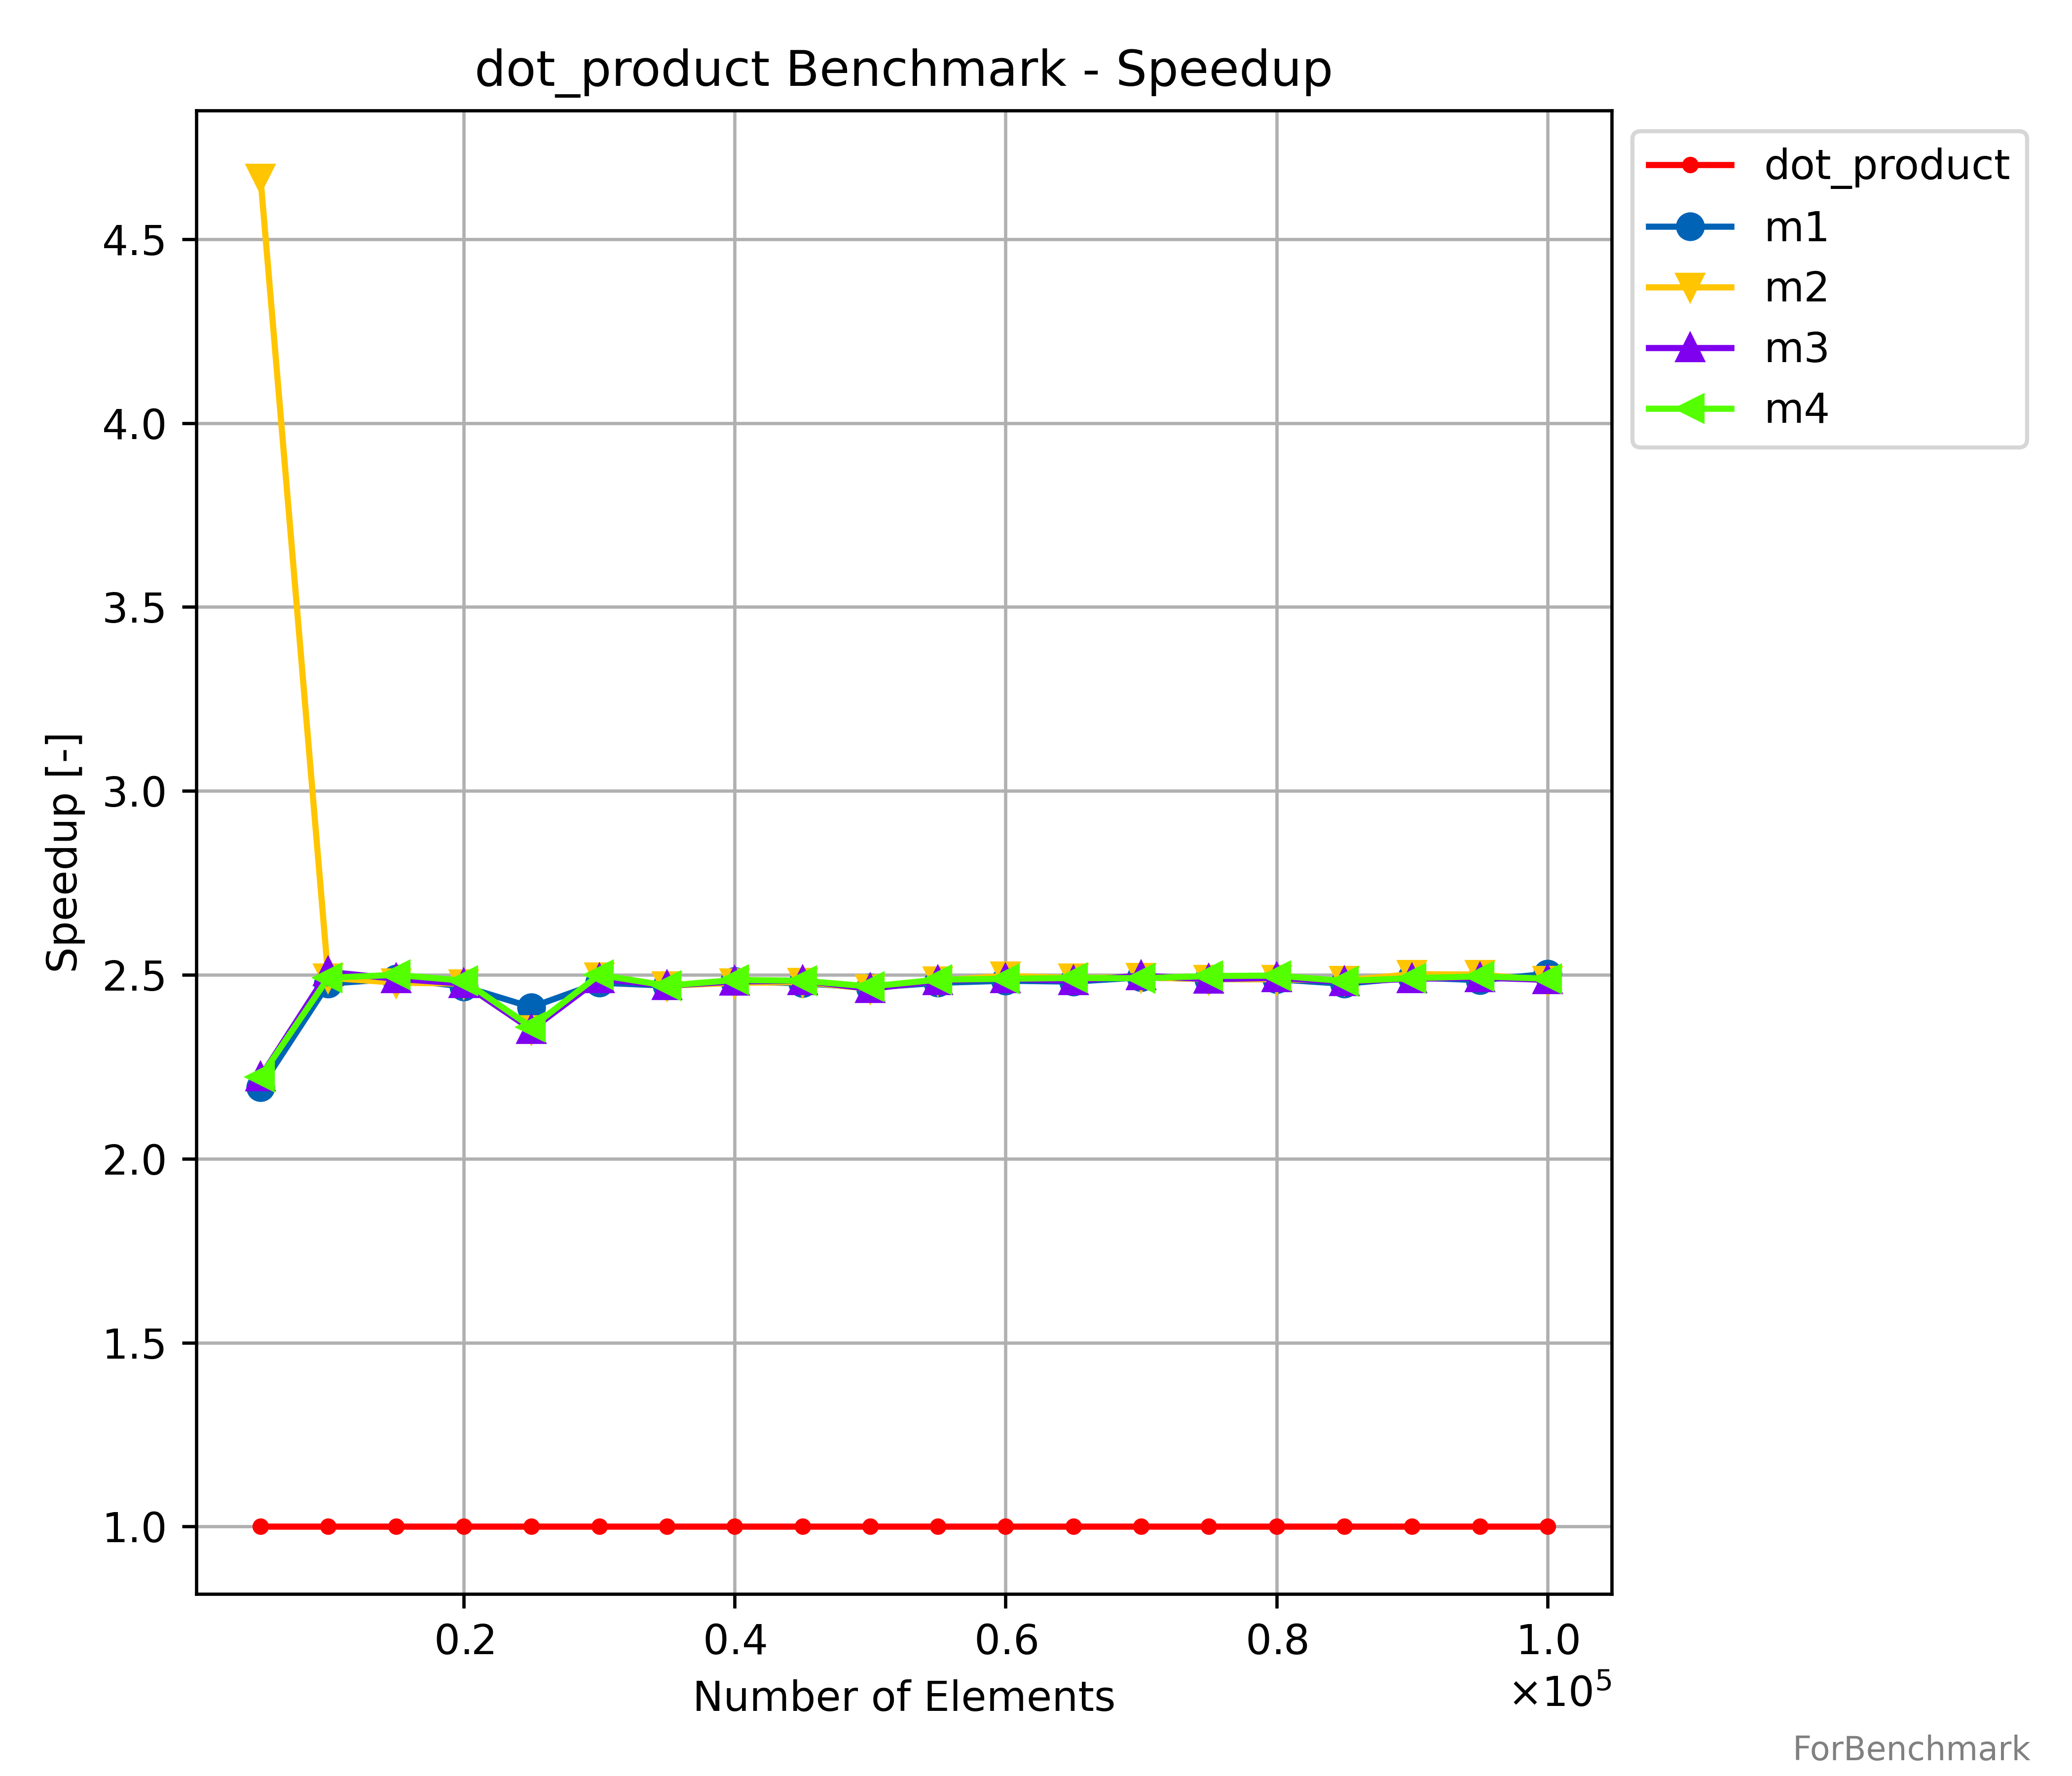 dot_product Benchmark - Speedup
dot_product
m1
m2
m3
m4
4.5
4.0
3.5
3.0
2.5
2.0
1.5
1.0
Speedup [-]
0.2 0.4 0.6 0.8 1.0
×10⁵
Number of Elements
ForBenchmark